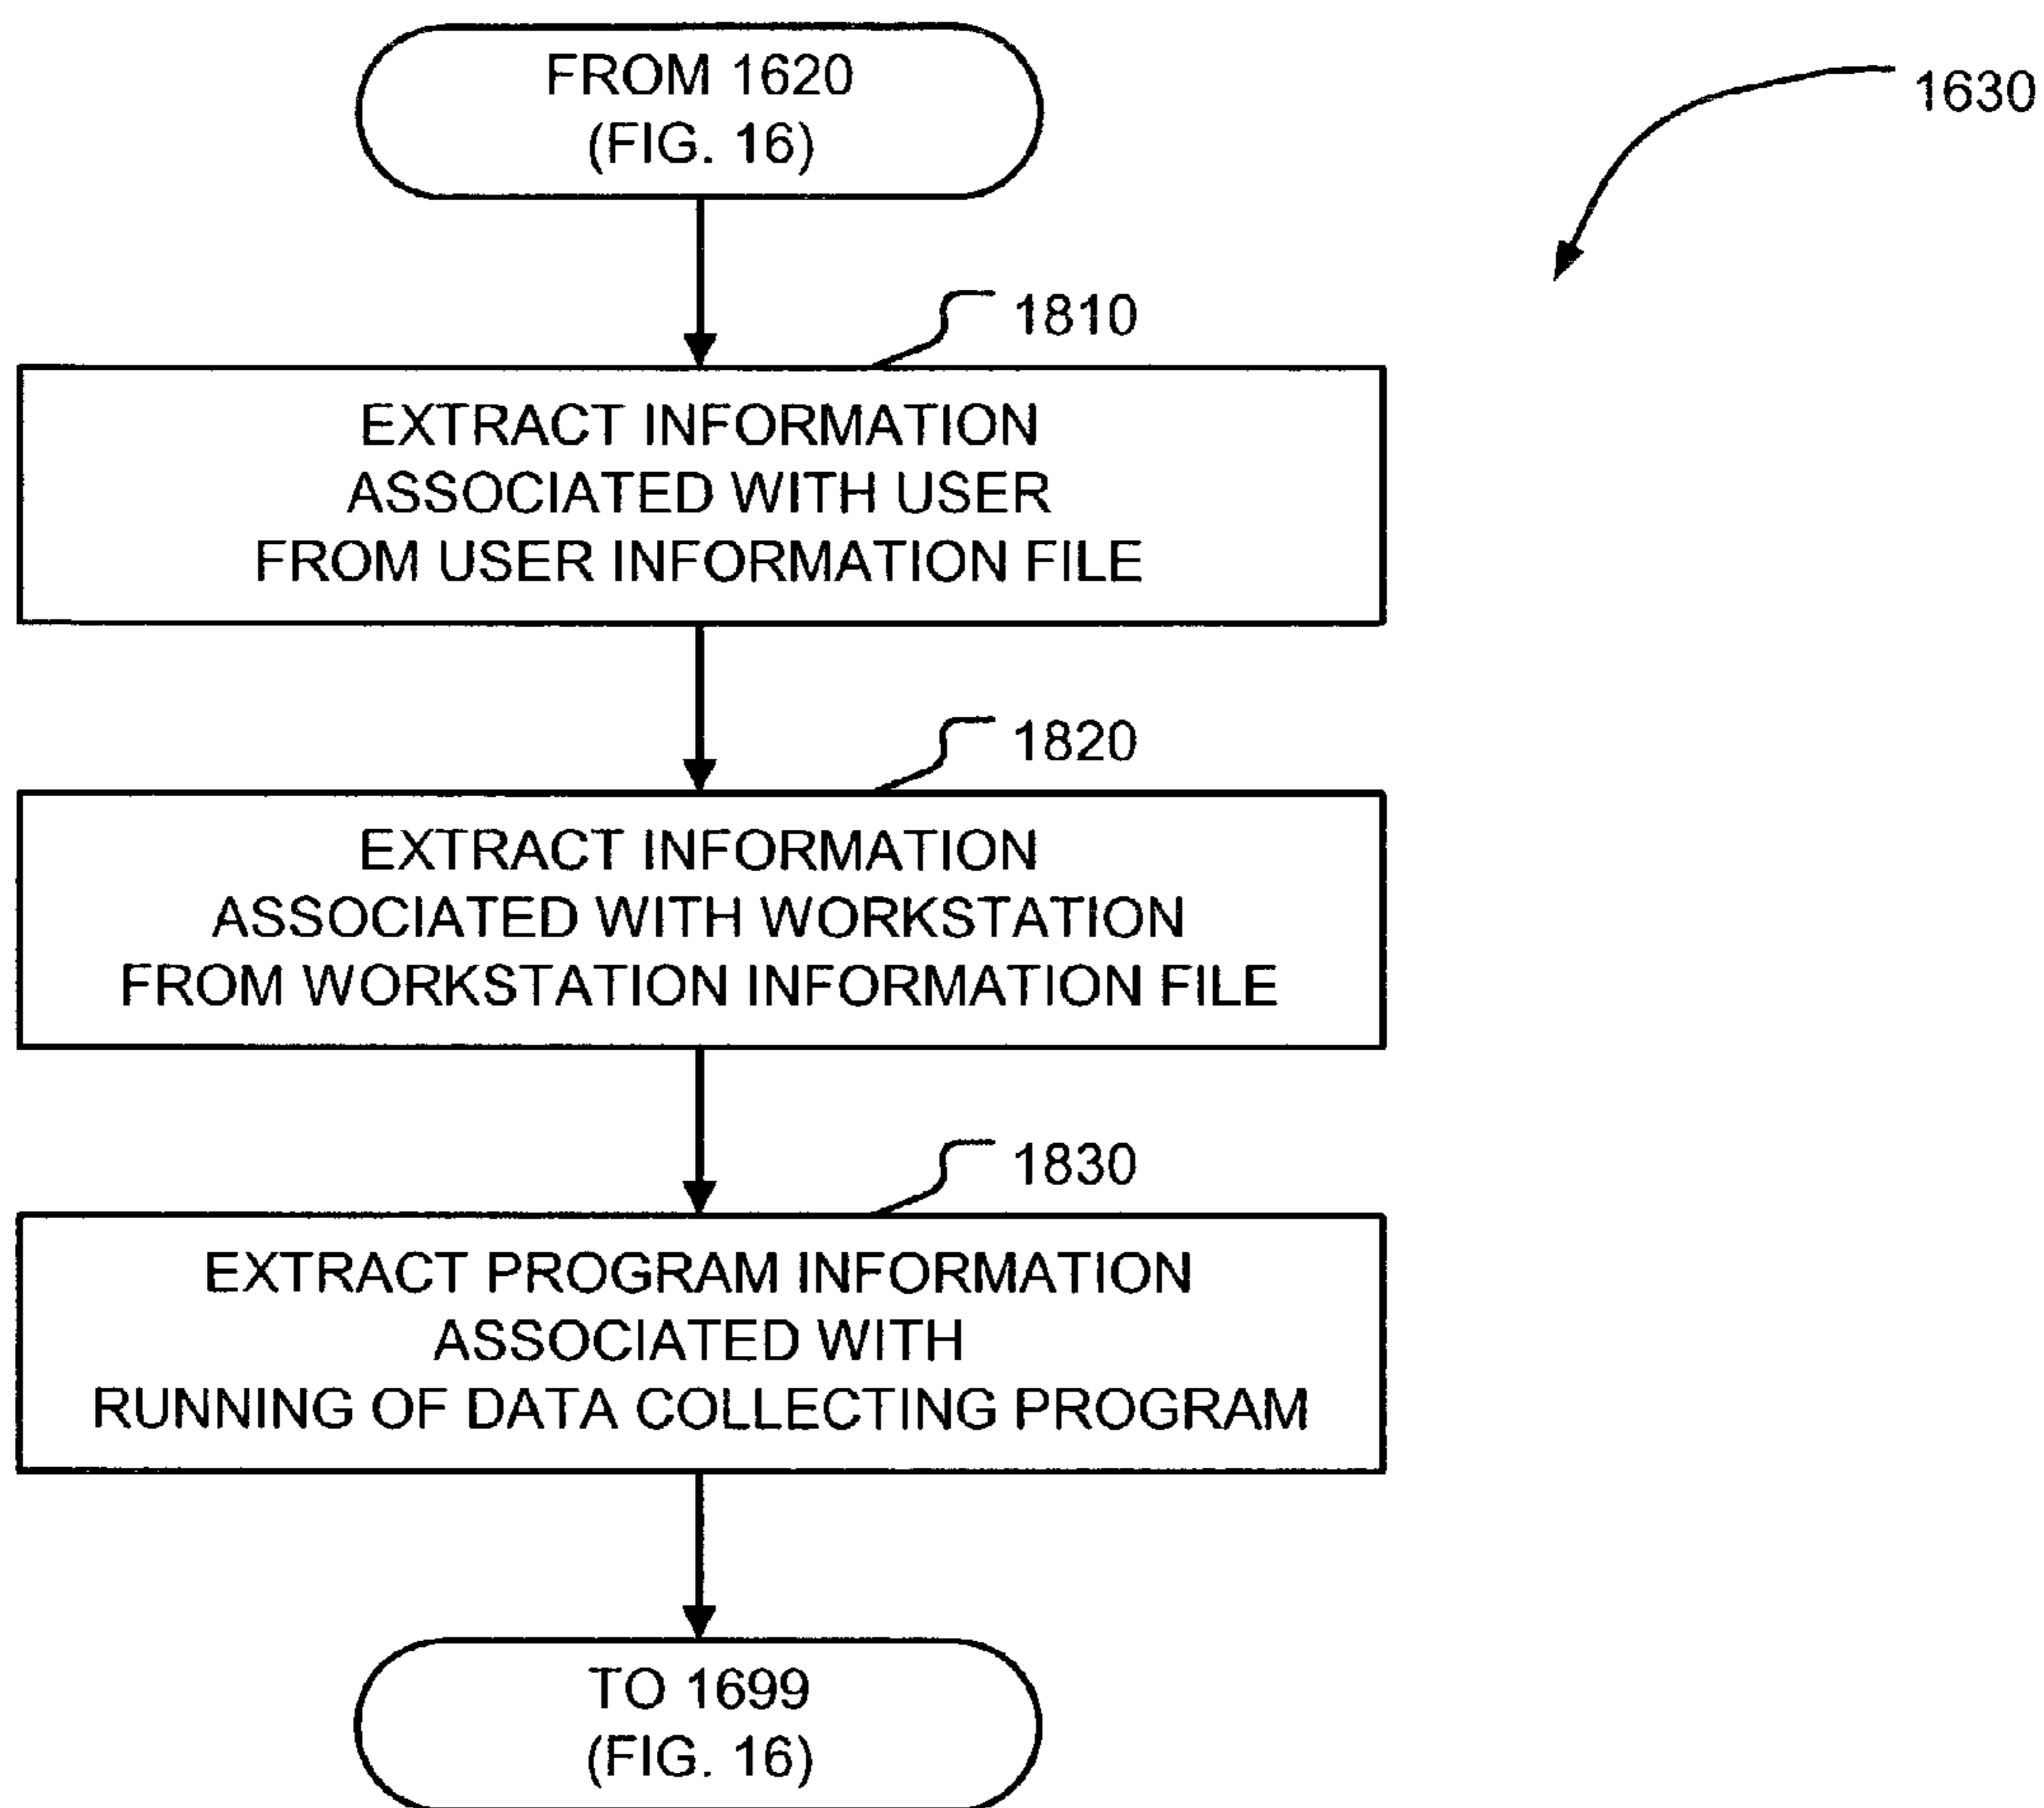 FROM 1620
(FIG. 16)
1630
1810
EXTRACT INFORMATION
ASSOCIATED WITH USER
FROM USER INFORMATION FILE
1820
EXTRACT INFORMATION
ASSOCIATED WITH WORKSTATION
FROM WORKSTATION INFORMATION FILE
1830
EXTRACT PROGRAM INFORMATION
ASSOCIATED WITH
RUNNING OF DATA COLLECTING PROGRAM
TO 1699
(FIG. 16)